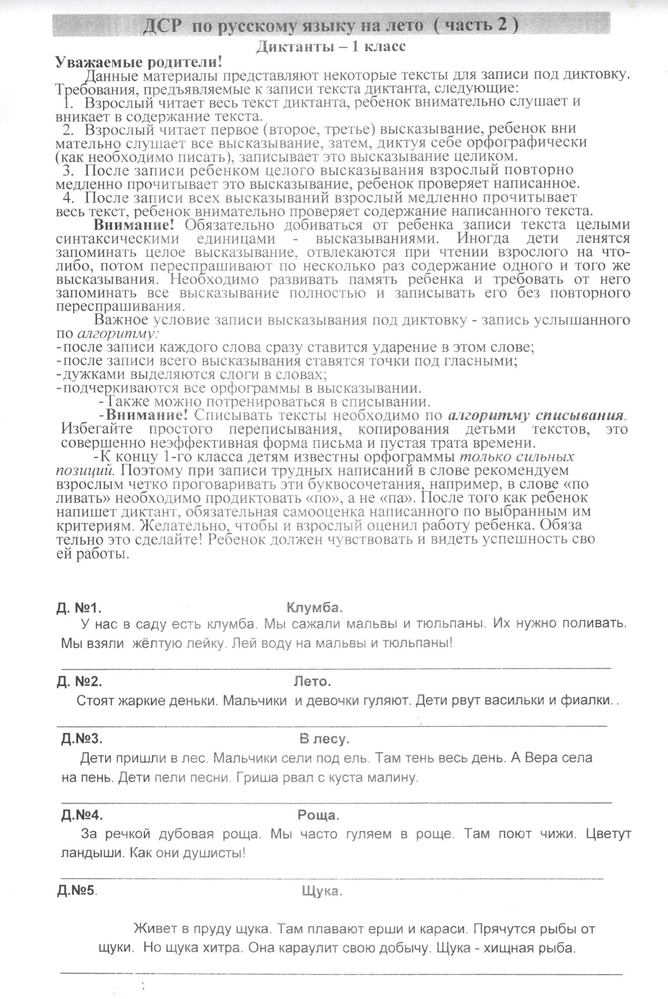 ДСР по русскому языку на лето ( часть 2 )
Диктанты – 1 класс
Уважаемые родители!
Данные материалы представляют некоторые тексты для записи под диктовку.
Требования, предъявляемые к записи текста диктанта, следующие:
1. Взрослый читает весь текст диктанта, ребенок внимательно слушает и
вникает в содержание текста.
2. Взрослый читает первое (второе, третье) высказывание, ребенок вни
мательно слушает все высказывание, затем, диктуя себе орфографически
(как необходимо писать), записывает это высказывание целиком.
3. После записи ребенком целого высказывания взрослый повторно
медленно прочитывает это высказывание, ребенок проверяет написанное.
4. После записи всех высказываний взрослый медленно прочитывает
весь текст, ребенок внимательно проверяет содержание написанного текста.
Внимание! Обязательно добиваться от ребенка записи текста целыми
синтаксическими единицами - высказываниями. Иногда дети ленятся
запоминать целое высказывание, отвлекаются при чтении взрослого на что-
либо, потом переспрашивают по несколько раз содержание одного и того же
высказывания. Необходимо развивать память ребенка и требовать от него
запоминать все высказывание полностью и записывать его без повторного
переспрашивания.
Важное условие записи высказывания под диктовку - запись услышанного
по алгоритму:
-после записи каждого слова сразу ставится ударение в этом слове;
-после записи всего высказывания ставятся точки под гласными;
-дужками выделяются слоги в словах;
-подчеркиваются все орфограммы в высказывании.
-Также можно потренироваться в списывании.
-Внимание! Списывать тексты необходимо по алгоритму списывания.
Избегайте простого переписывания, копирования детьми текстов, это
совершенно неэффективная форма письма и пустая трата времени.
-К концу 1-го класса детям известны орфограммы только сильных
позиций. Поэтому при записи трудных написаний в слове рекомендуем
взрослым четко проговаривать эти буквосочетания, например, в слове «по
ливать» необходимо продиктовать «по», а не «па». После того как ребенок
напишет диктант, обязательная самооценка написанного по выбранным им
критериям. Желательно, чтобы и взрослый оценил работу ребенка. Обяза
тельно это сделайте! Ребенок должен чувствовать и видеть успешность сво
ей работы.
Д. №1. Клумба.
У нас в саду есть клумба. Мы сажали мальвы и тюльпаны. Их нужно поливать.
Мы взяли жёлтую лейку. Лей воду на мальвы и тюльпаны!
Д. №2. Лето.
Стоят жаркие деньки. Мальчики и девочки гуляют. Дети рвут васильки и фиалки. .
Д.№3. В лесу.
Дети пришли в лес. Мальчики сели под ель. Там тень весь день. А Вера села
на пень. Дети пели песни. Гриша рвал с куста малину.
Д.№4. Роща.
За речкой дубовая роща. Мы часто гуляем в роще. Там поют чижи. Цветут
ландыши. Как они душисты!
Д.№5. Щука.
Живет в пруду щука. Там плавают ерши и караси. Прячутся рыбы от
щуки. Но щука хитра. Она караулит свою добычу. Щука - хищная рыба.